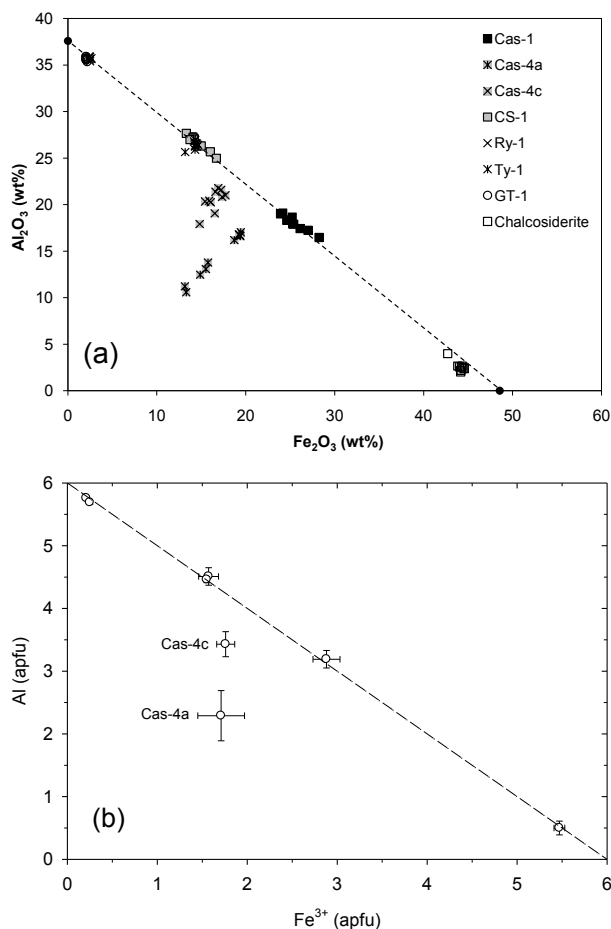 (a)
40
35
30
25
20
15
10
5
0
Al₂O₃ (wt%)
Cas-1
Cas-4a
Cas-4c
CS-1
Ry-1
Ty-1
GT-1
Chalcosiderite
0 10 20 30 40 50 60
Fe₂O₃ (wt%)
6
5
4
3
2
1
0
Al (apfu)
Cas-4c
Cas-4a
(b)
0 1 2 3 4 5 6
Fe³⁺ (apfu)